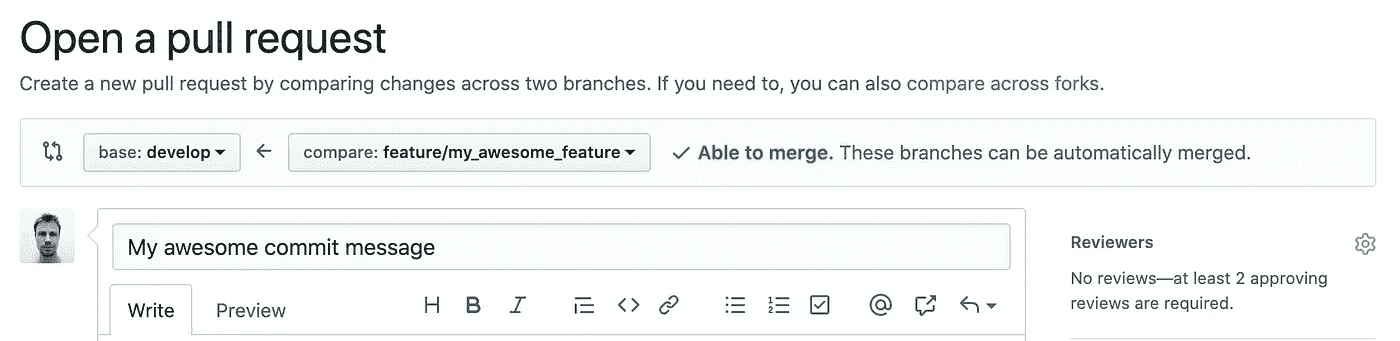 Open a pull request
Create a new pull request by comparing changes across two branches. If you need to, you can also compare across forks.
base: develop compare: feature/my_awesome_feature Able to merge. These branches can be automatically merged.
My awesome commit message
Write Preview
Reviewers
No reviews—at least 2 approving
reviews are required.